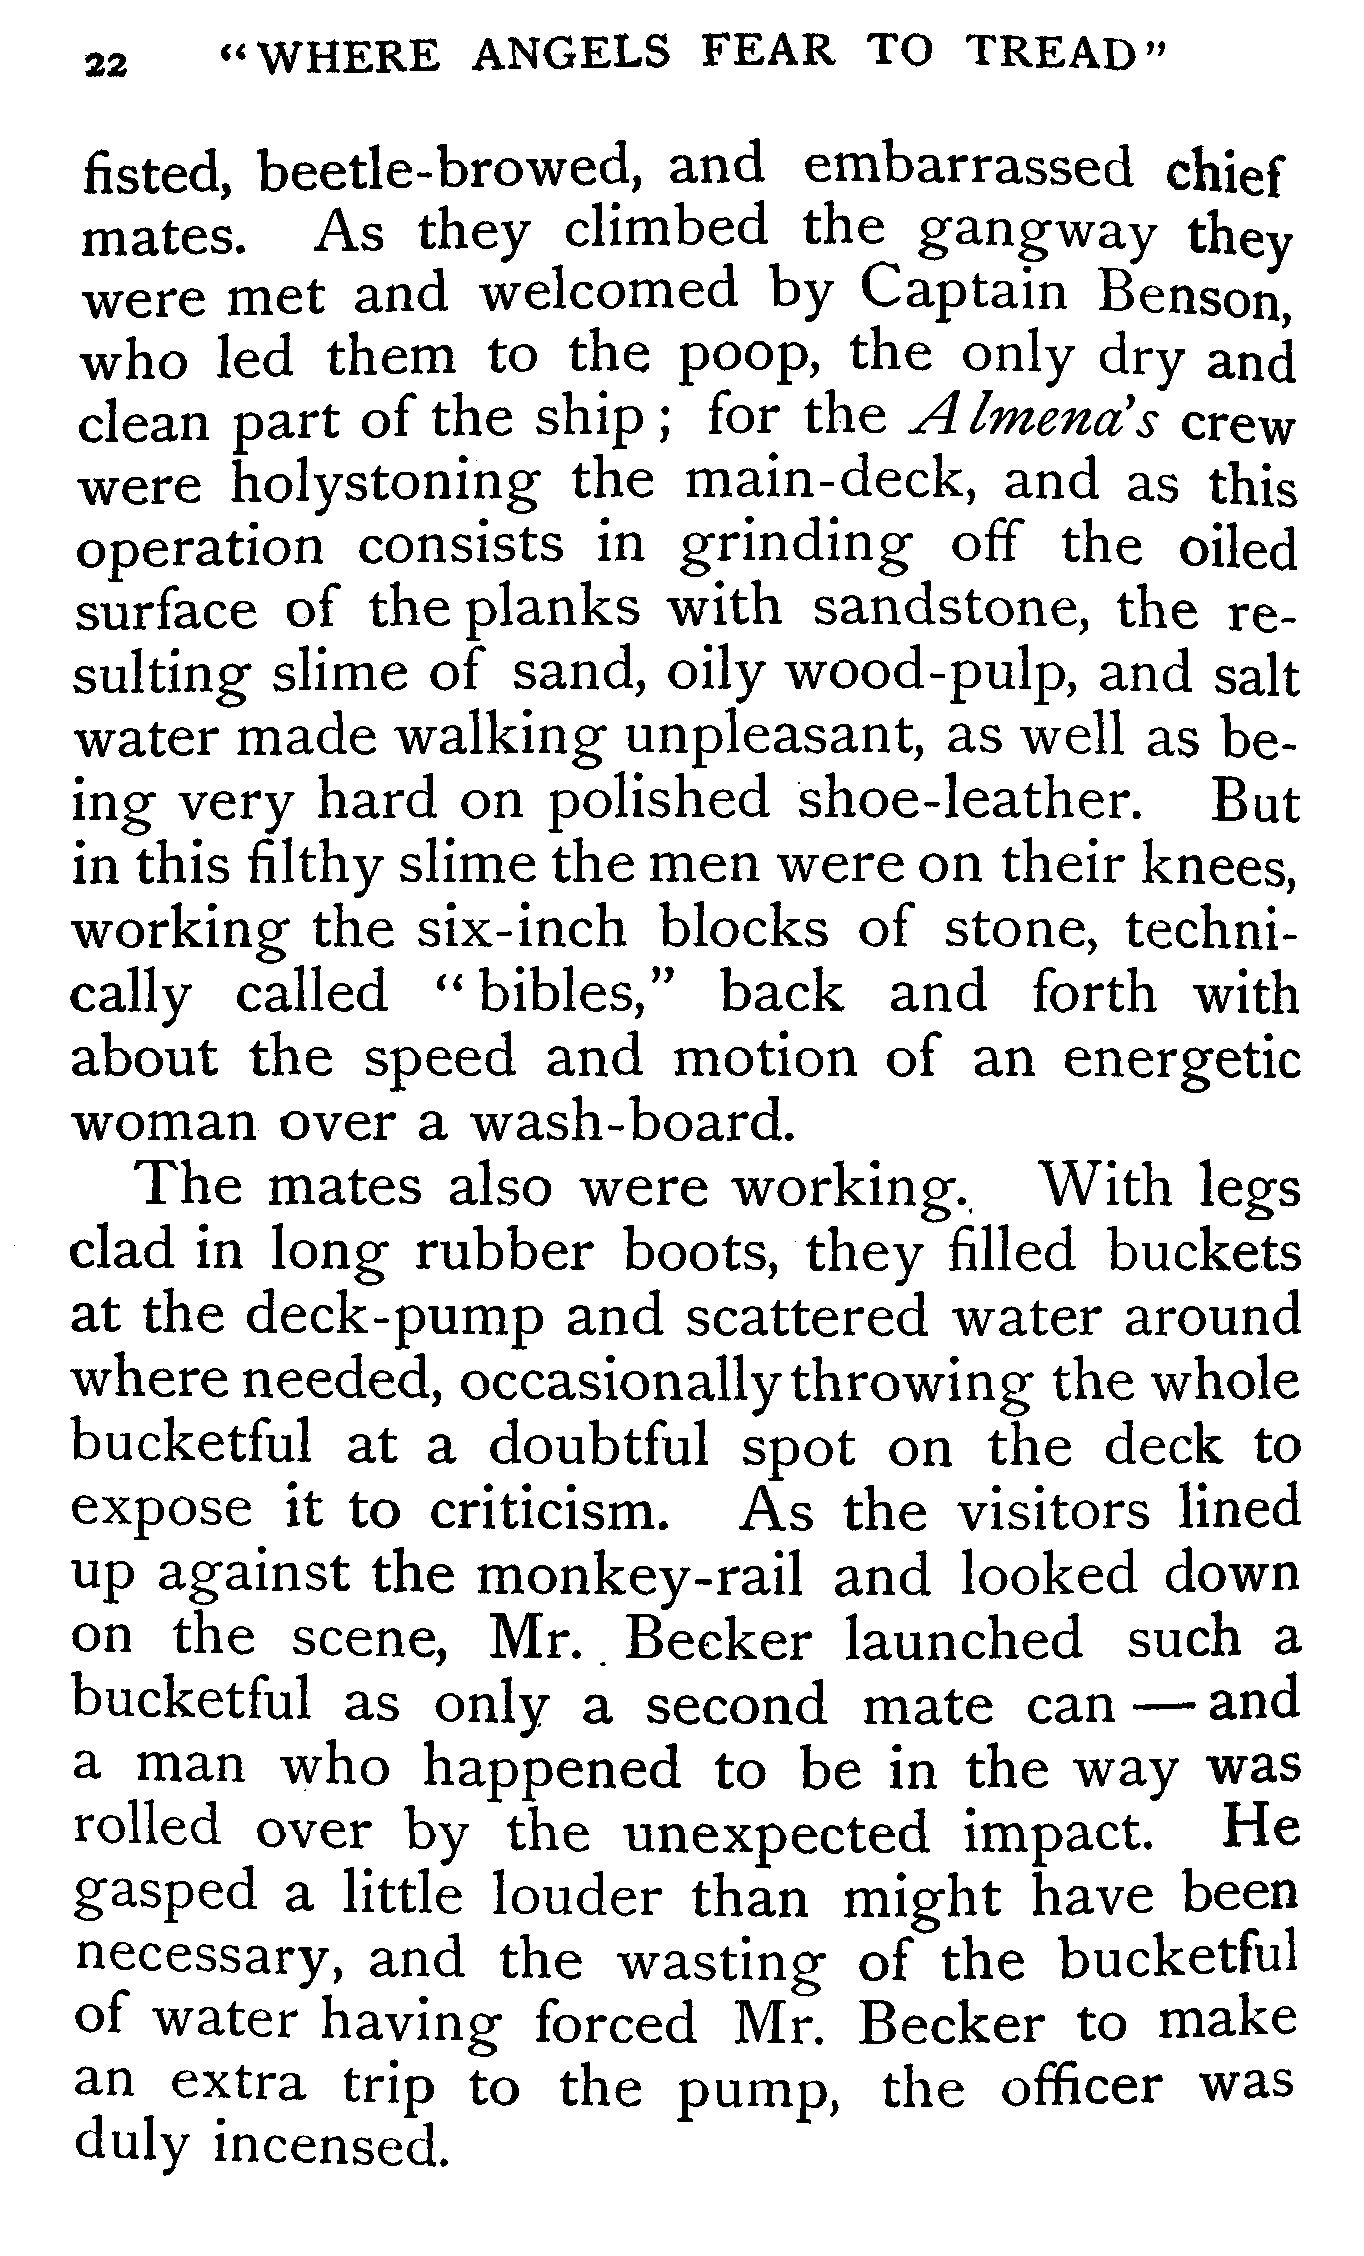 22 "WHERE ANGELS FEAR TO TREAD"
fisted, beetle-browed, and embarrassed chief
mates. As they climbed the gangway they
were met and welcomed by Captain Benson,
who led them to the poop, the only dry and
clean part of the ship; for the Almena's crew
were holystoning the main-deck, and as this
operation consists in grinding off the oiled
surface of the planks with sandstone, the re-
sulting slime of sand, oily wood-pulp, and salt
water made walking unpleasant, as well as be-
ing very hard on polished shoe-leather. But
in this filthy slime the men were on their knees,
working the six-inch blocks of stone, techni-
cally called "bibles," back and forth with
about the speed and motion of an energetic
woman over a wash-board.
The mates also were working. With legs
clad in long rubber boots, they filled buckets
at the deck-pump and scattered water around
where needed, occasionally throwing the whole
bucketful at a doubtful spot on the deck to
expose it to criticism. As the visitors lined
up against the monkey-rail and looked down
on the scene, Mr. Becker launched such a
bucketful as only a second mate can — and
a man who happened to be in the way was
rolled over by the unexpected impact. He
gasped a little louder than might have been
necessary, and the wasting of the bucketful
of water having forced Mr. Becker to make
an extra trip to the pump, the officer was
duly incensed.